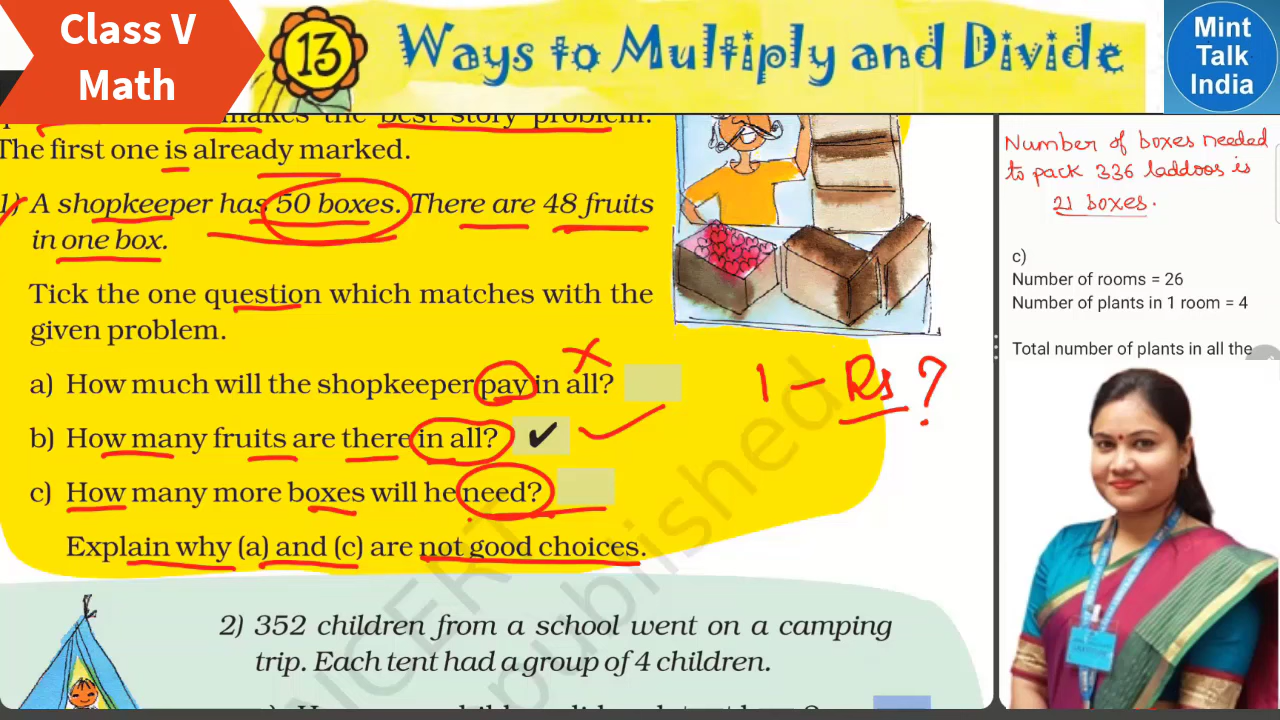 Class V
Math
13
Ways to Multiply and Divide
Mint
Talk
India
makes the best story problem.
The first one is already marked.
1) A shopkeeper has 50 boxes. There are 48 fruits
in one box.
Tick the one question which matches with the
given problem.
a) How much will the shopkeeper pay in all?
b) How many fruits are there in all? ✔
c) How many more boxes will he need?
Explain why (a) and (c) are not good choices.
1 – Rs ?
2) 352 children from a school went on a camping
trip. Each tent had a group of 4 children.
Number of boxes needed
to pack 336 laddoos is
21 boxes.
c)
Number of rooms = 26
Number of plants in 1 room = 4
Total number of plants in all the
NCERT
published